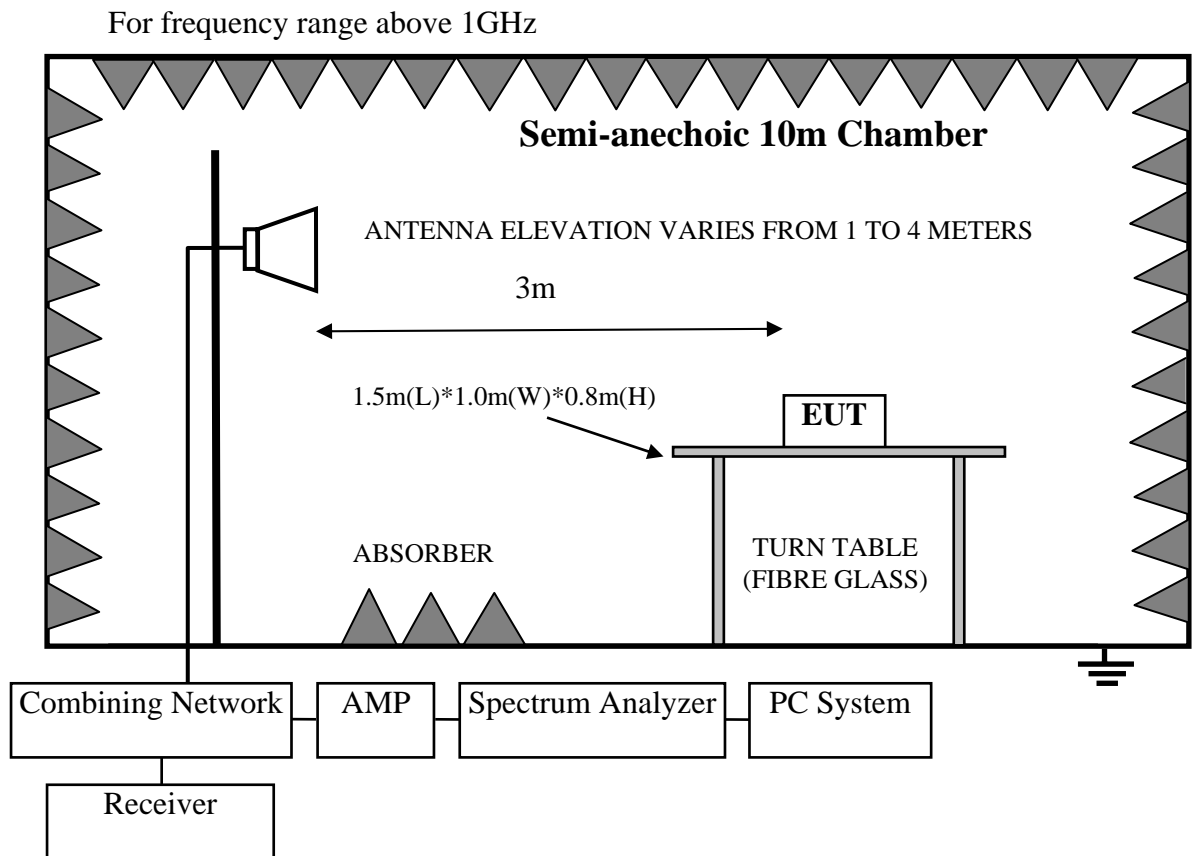 For frequency range above 1GHz
Semi-anechoic 10m Chamber
ANTENNA ELEVATION VARIES FROM 1 TO 4 METERS
3m
1.5m(L)*1.0m(W)*0.8m(H)
EUT
ABSORBER
TURN TABLE
(FIBRE GLASS)
Combining Network
AMP
Spectrum Analyzer
PC System
Receiver